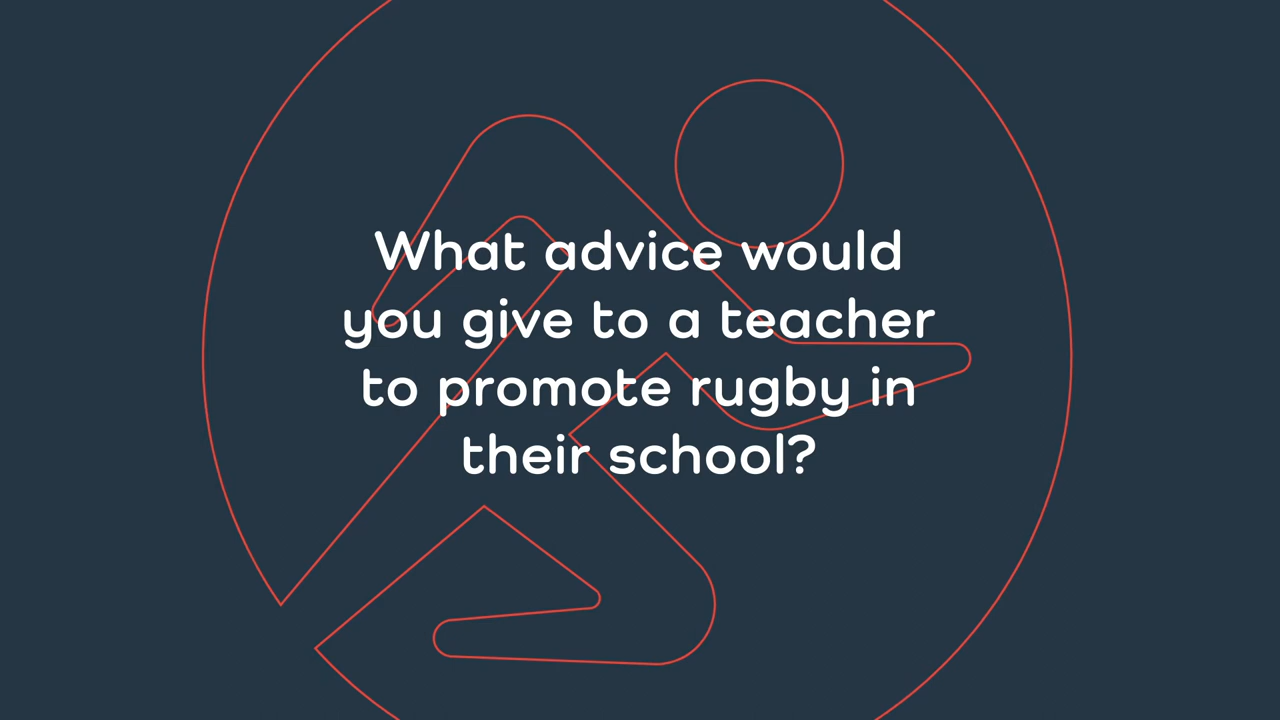 What advice would
you give to a teacher
to promote rugby in
their school?